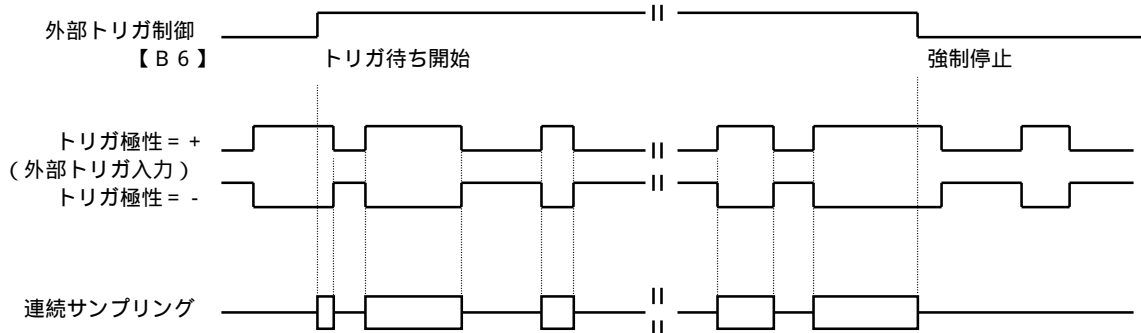 外部トリガ制御
【B6】
トリガ待ち開始
強制停止
トリガ極性= +
(外部トリガ入力)
トリガ極性= -
連続サンプリング